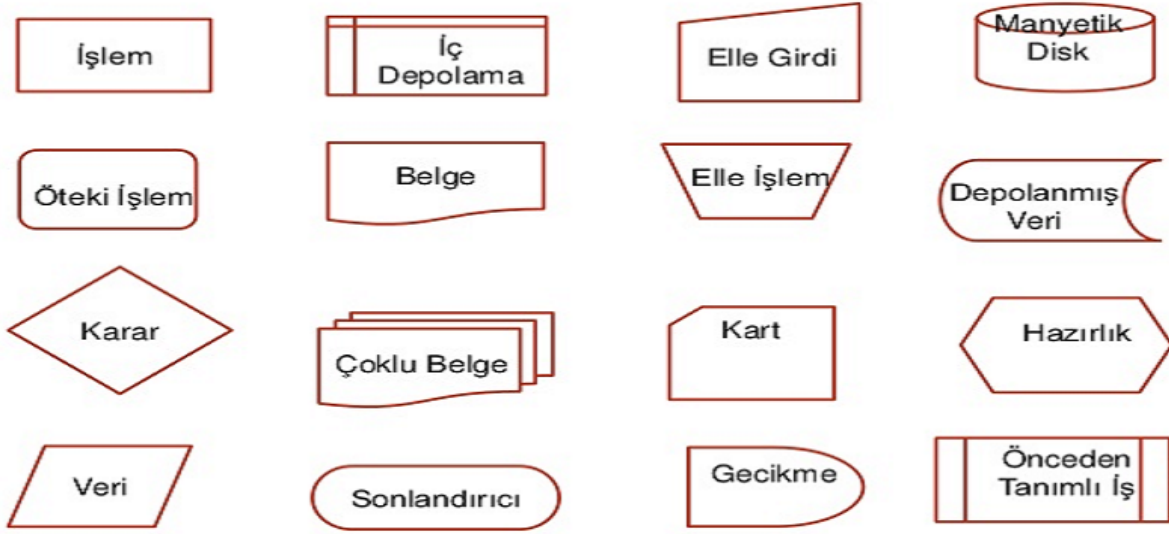 İşlem
İç
Depolama
Elle Girdi
Manyetik
Disk
Öteki İşlem
Belge
Elle İşlem
Depolanmış
Veri
Karar
Çoklu Belge
Kart
Hazırlık
Veri
Sonlandırıcı
Gecikme
Önceden
Tanımlı İş